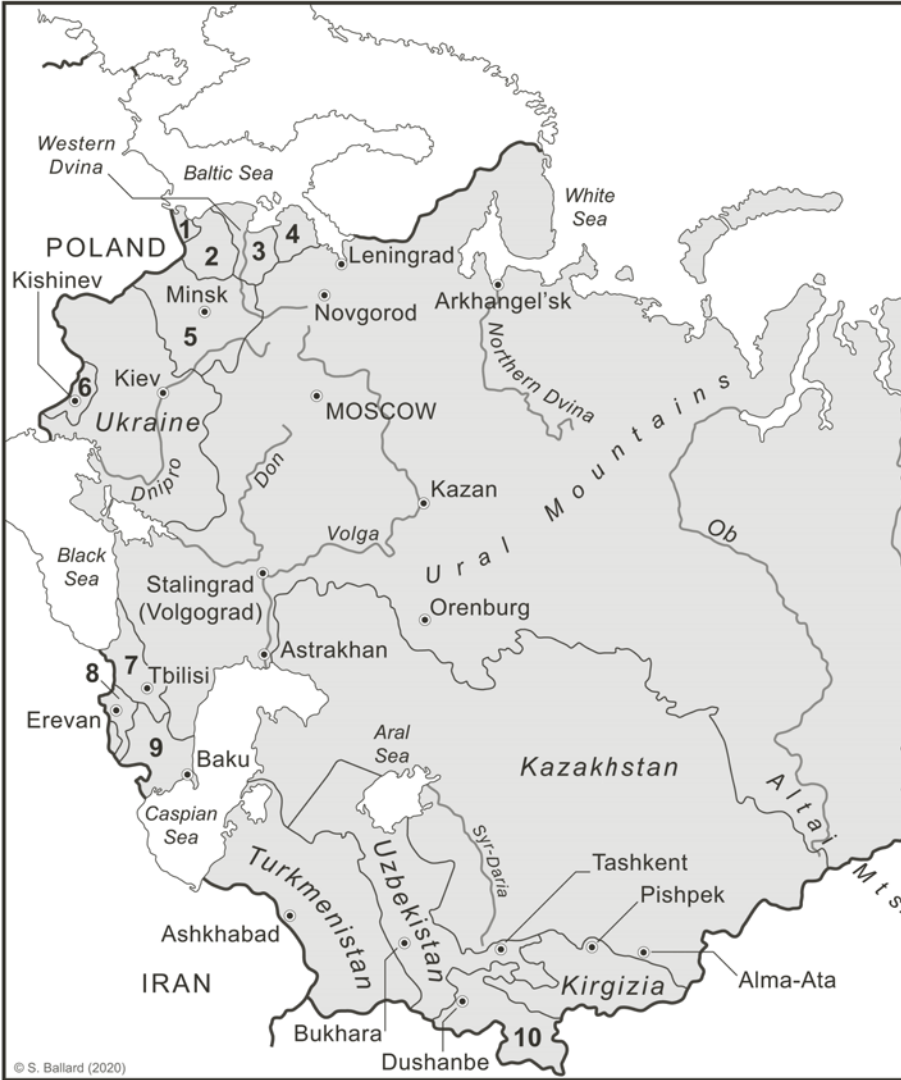 Western
Dvina
Baltic Sea
White
Sea
1
2
3
4
POLAND
Leningrad
Kishinev
Minsk
Novgorod
Arkhangel'sk
5
Northern Dvina
6
Kiev
Ukraine
MOSCOW
Dnipro
Don
Kazan
Volga
Ural Mountains
Ob
Black
Sea
Stalingrad
(Volgograd)
Orenburg
Astrakhan
7
8
Tbilisi
Erevan
9
Baku
Aral
Sea
Kazakhstan
Caspian
Sea
Altai Mts.
Syr-Daria
Turkmenistan
Uzbekistan
Tashkent
Pishpek
Ashkhabad
Alma-Ata
IRAN
Kirgizia
Bukhara
Dushanbe
10
© S. Ballard (2020)